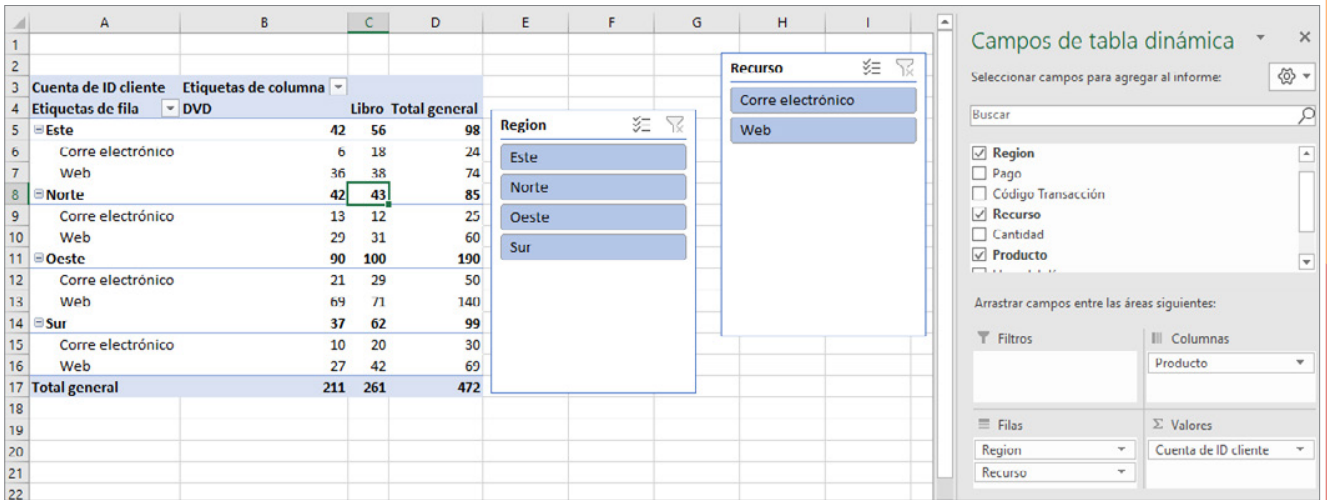 A B C D E F G H I
1
2
3 Cuenta de ID cliente Etiquetas de columna
4 Etiquetas de fila DVD Libro Total general
5 Este 42 56 98
6 Corre electrónico 6 18 24
7 Web 36 38 74
8 Norte 42 43 85
9 Corre electrónico 13 12 25
10 Web 29 31 60
11 Oeste 90 100 190
12 Corre electrónico 21 29 50
13 Web 69 71 140
14 Sur 37 62 99
15 Corre electrónico 10 20 30
16 Web 27 42 69
17 Total general 211 261 472
18
19
20
21
22
Region
Este
Norte
Oeste
Sur
Recurso
Corre electrónico
Web
Campos de tabla dinámica
Seleccionar campos para agregar al informe:
Buscar
Region
Pago
Código Transacción
Recurso
Cantidad
Producto
Arrastrar campos entre las áreas siguientes:
Filtros
Columnas
Producto
Filas
Region
Recurso
Σ Valores
Cuenta de ID cliente